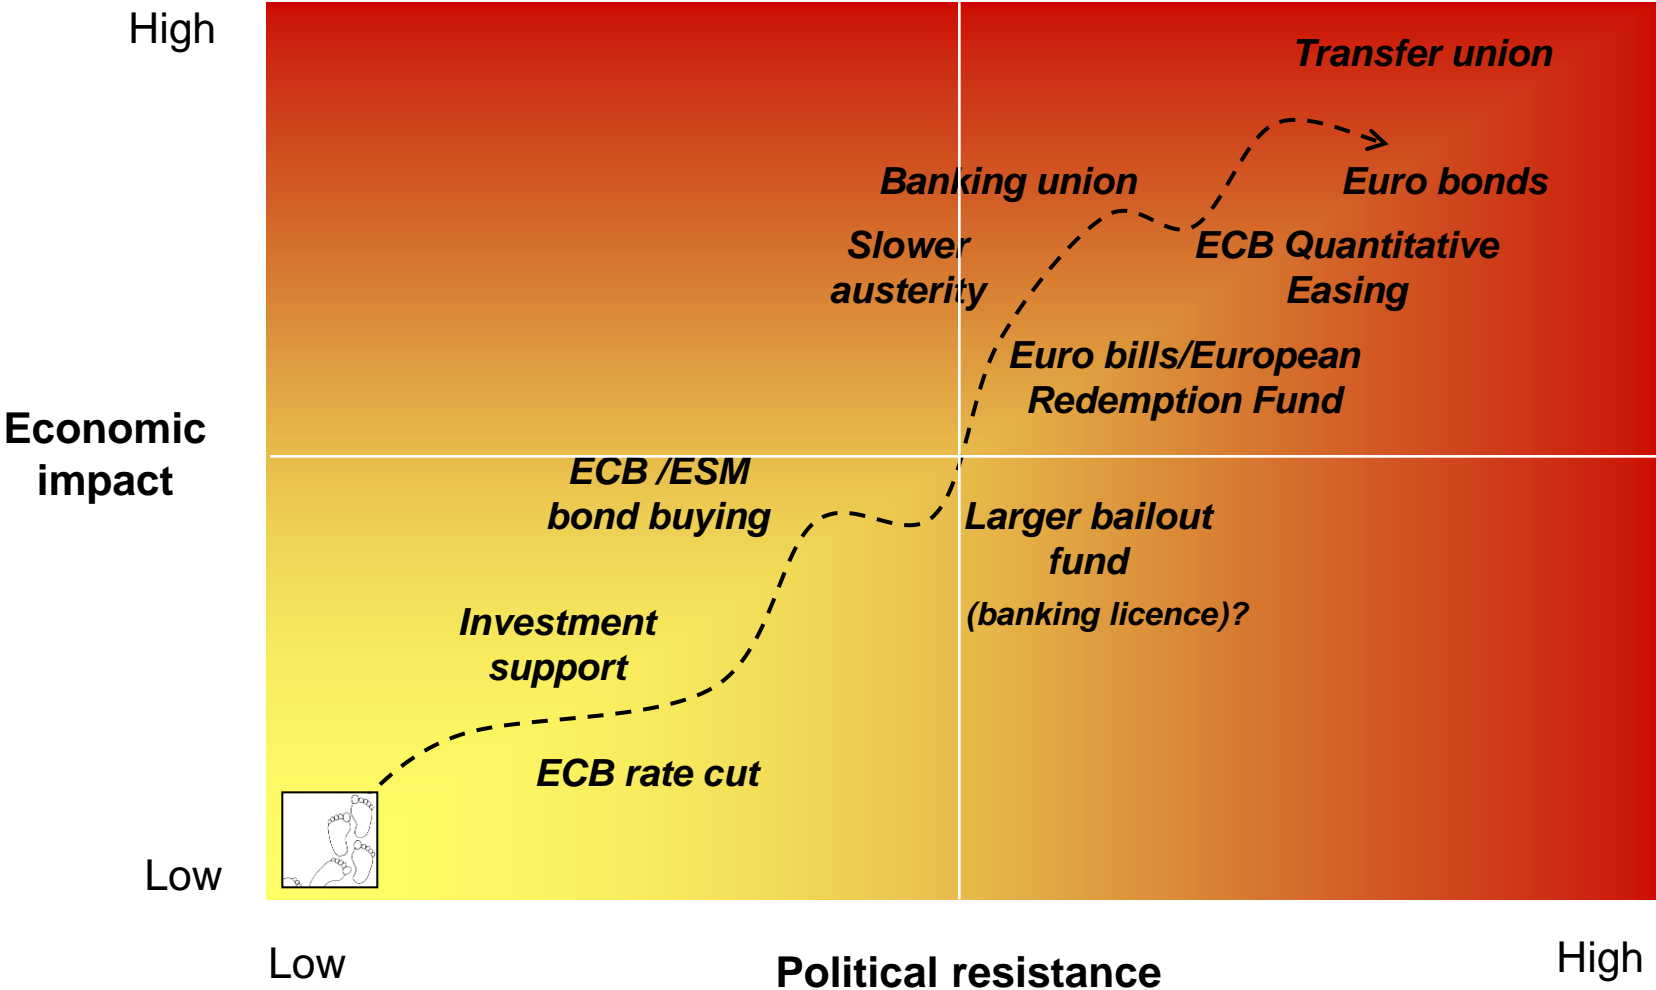 High
Transfer union
Banking union
Euro bonds
Slower
austerity
ECB Quantitative
Easing
Euro bills/European
Redemption Fund
Economic
impact
ECB /ESM
bond buying
Larger bailout
fund
(banking licence)?
Investment
support
ECB rate cut
Low
Low
Political resistance
High